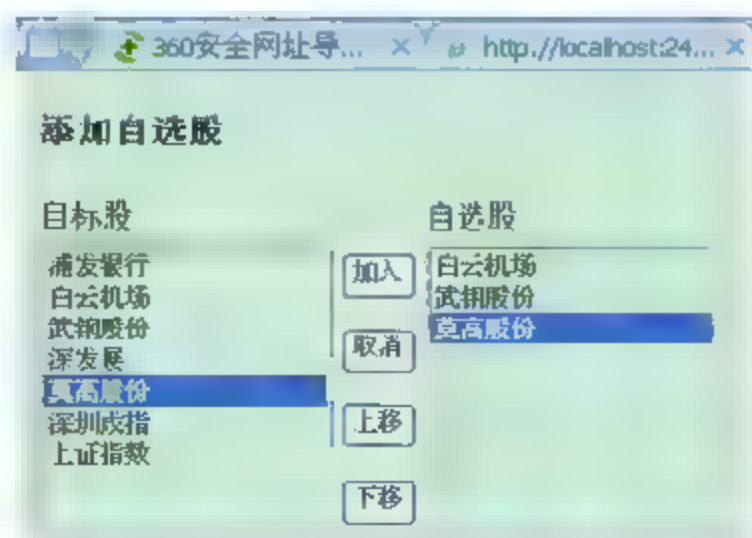 360安全网址导... × http://localhost:24... ×
添加自选股
目标股
自选股
浦发银行
白云机场
武钢股份
深发展
莫高股份
深圳成指
上证指数
加入
取消
上移
下移
白云机场
武钢股份
莫高股份